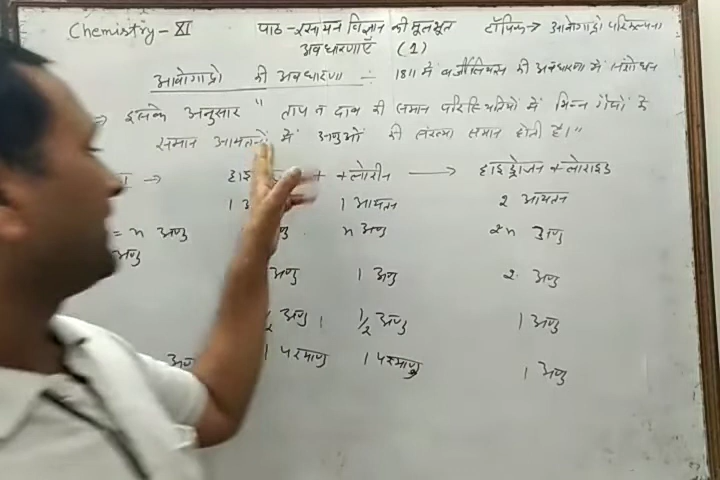 Chemistry - XI पाठ - रसायन विज्ञान की मूलभूत टॉपिक → आवोगाद्रो परिकल्पना
अवधारणाएँ (1)
आवोगाद्रो की अवधारणा ÷ 1811 में बर्जीलियस की अवधारणा में संशोधन
⇒ इसके अनुसार " ताप व दाब की समान परिस्थितियों में भिन्न गैसों के
समान आयतनों में अणुओं की संख्या समान होती है।"
→ हाइ + क्लोरीन → हाइड्रोजन क्लोराइड
1 1 आयतन 2 आयतन
= n अणु n अणु 2n अणु
अणु
अणु 1 अणु 2 अणु
अणु 1/2 अणु 1 अणु
1 परमाणु 1 परमाणु 1 अणु